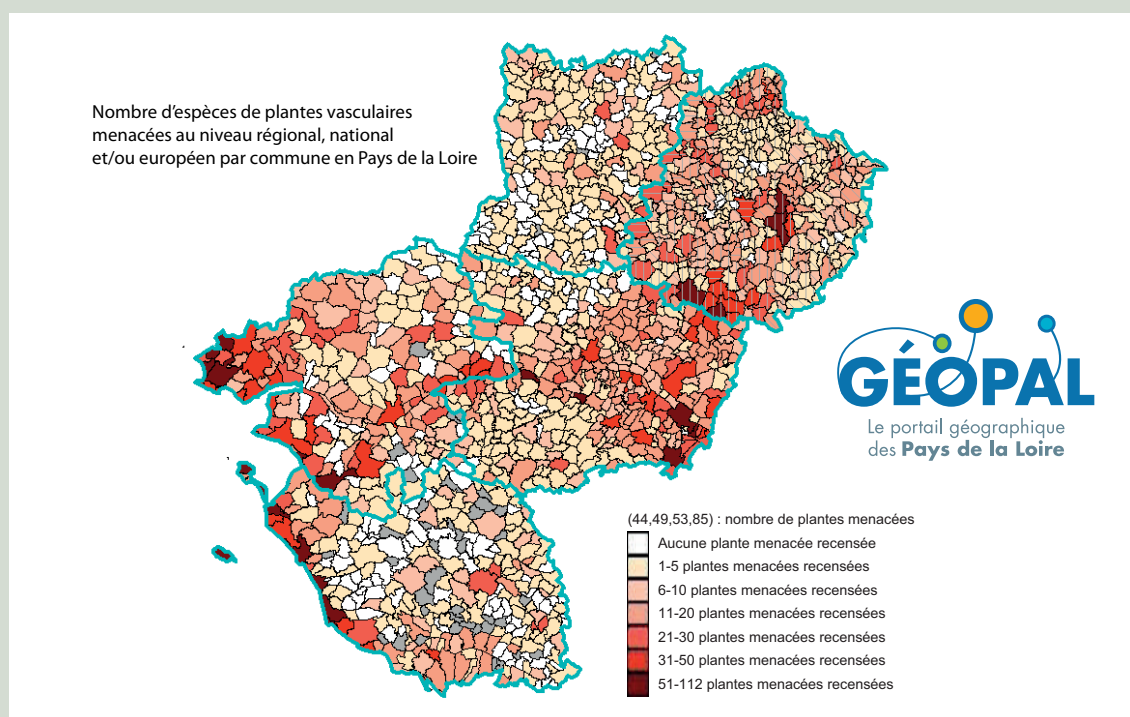 Nombre d'espèces de plantes vasculaires
menacées au niveau régional, national
et/ou européen par commune en Pays de la Loire
GÉOPAL
Le portail géographique
des Pays de la Loire
(44,49,53,85) : nombre de plantes menacées
Aucune plante menacée recensée
1-5 plantes menacées recensées
6-10 plantes menacées recensées
11-20 plantes menacées recensées
21-30 plantes menacées recensées
31-50 plantes menacées recensées
51-112 plantes menacées recensées